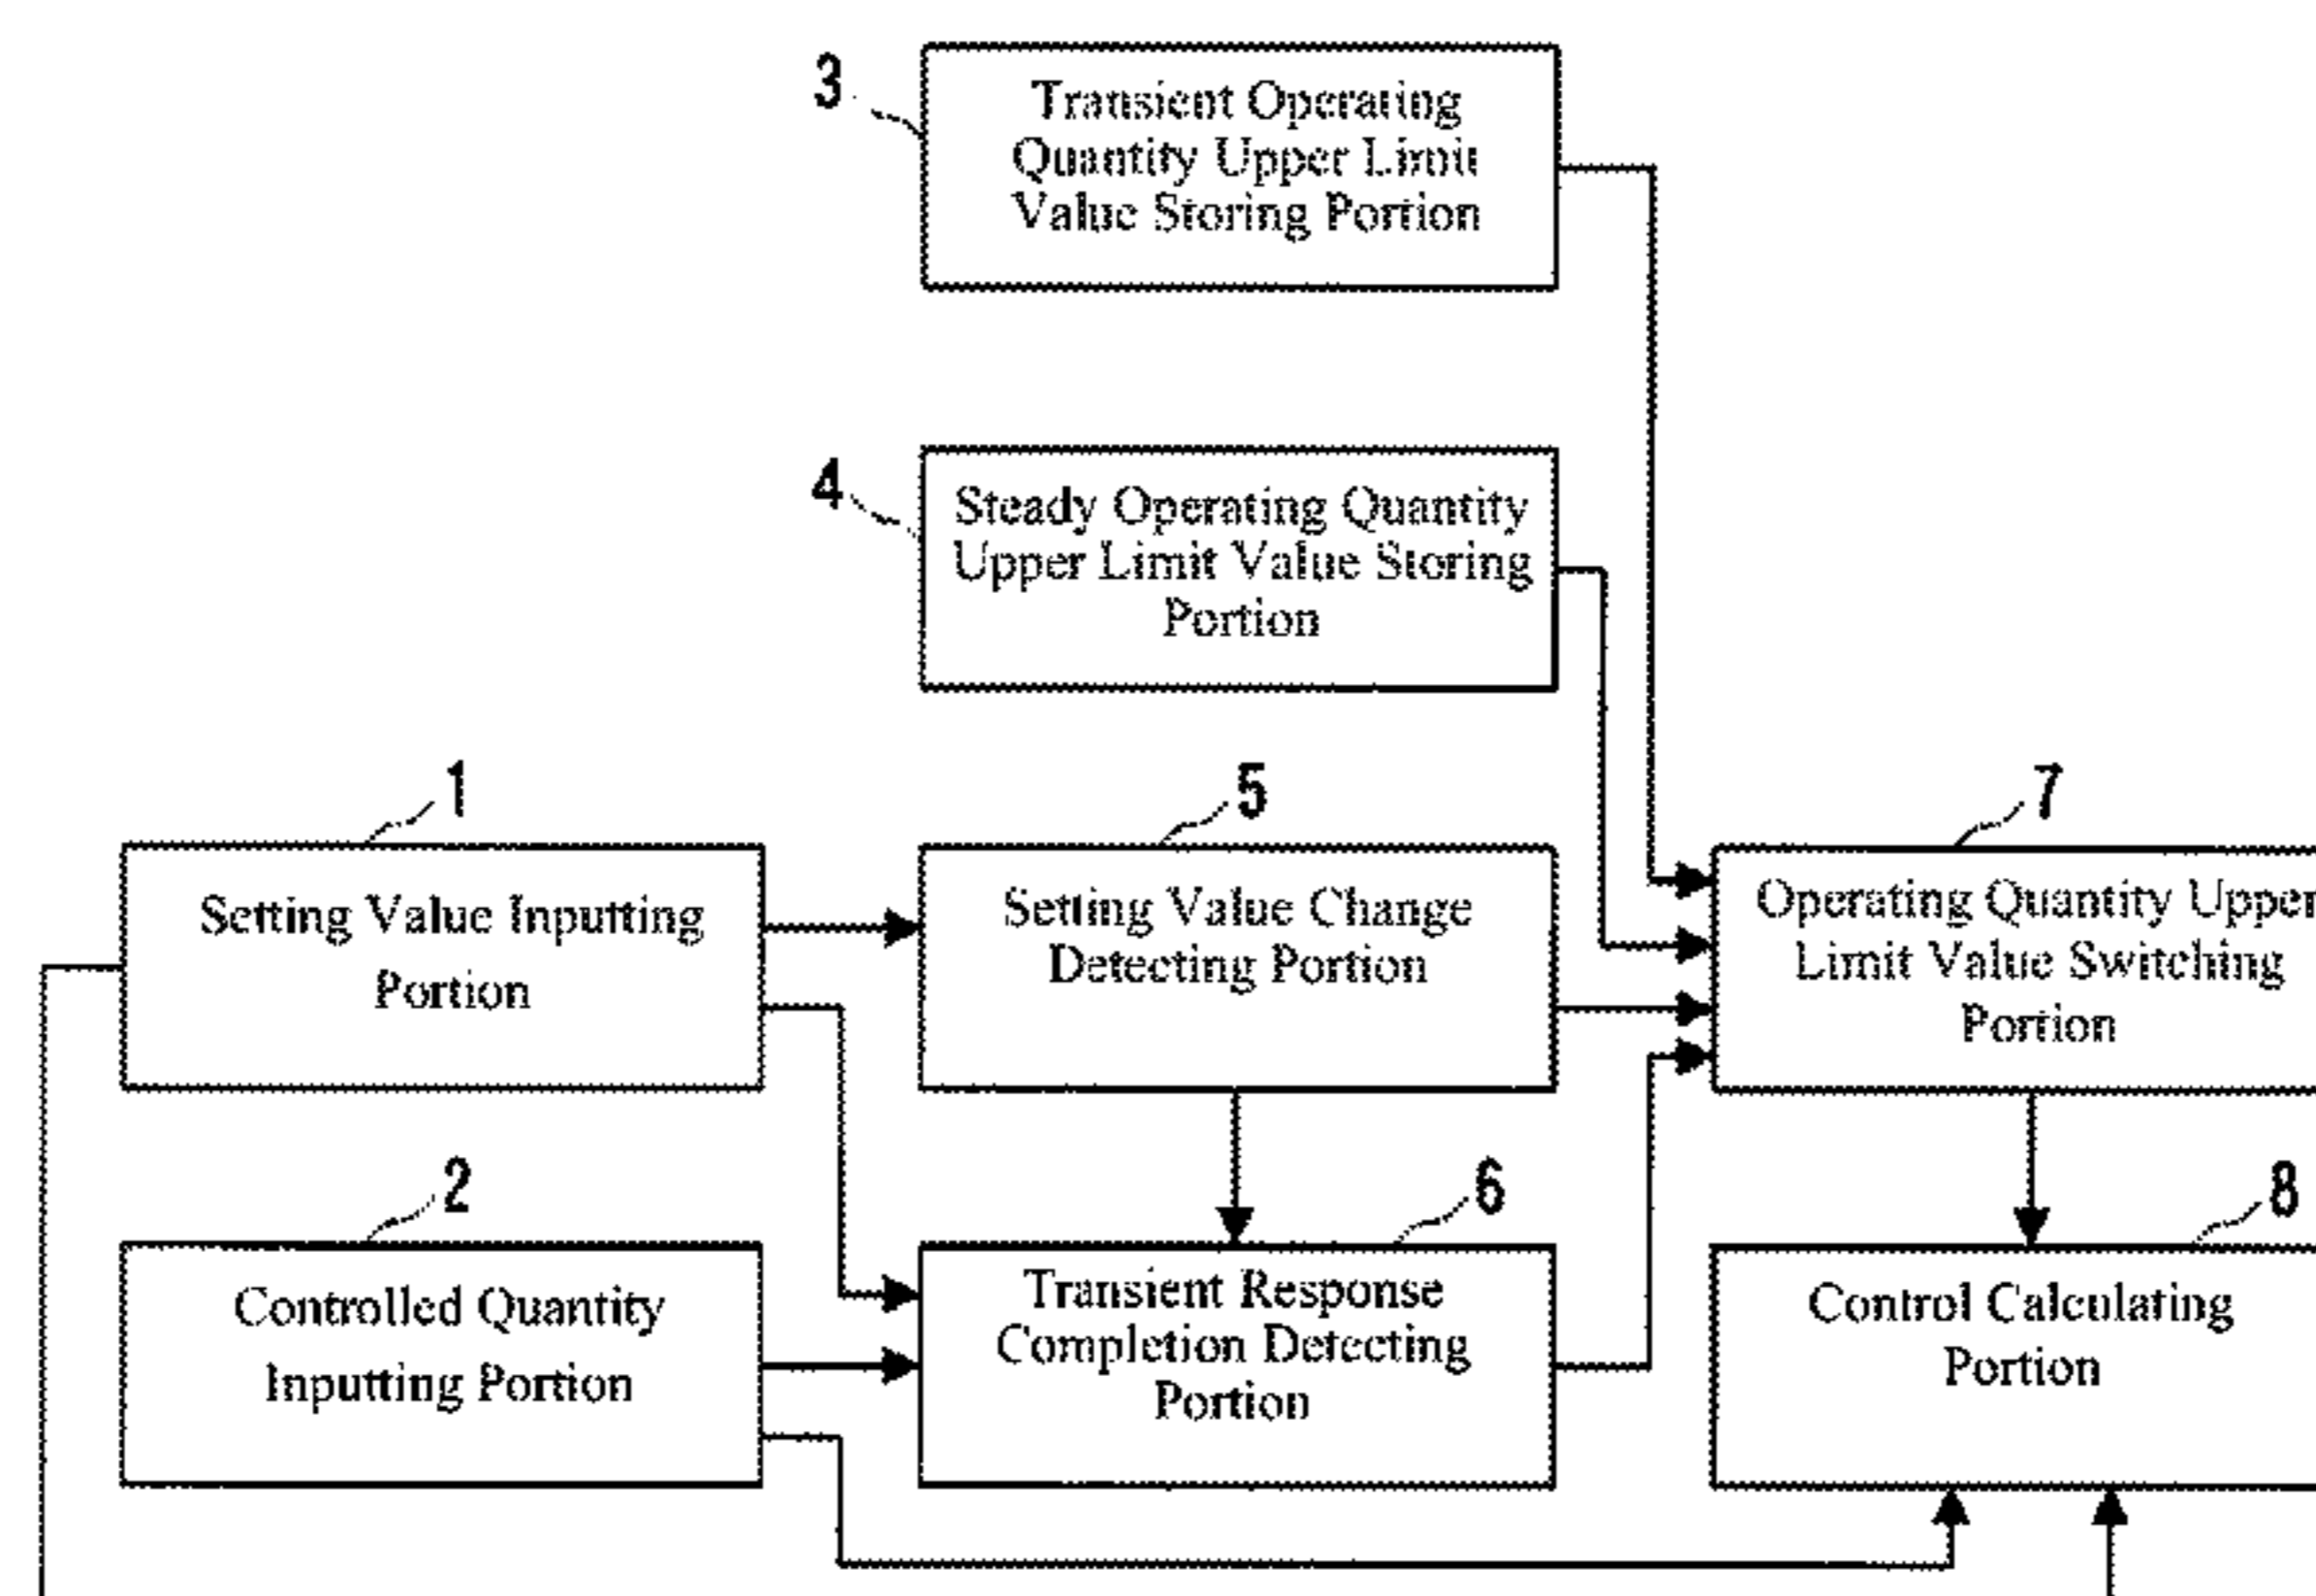 3
Transient Operating
Quantity Upper Limit
Value Storing Portion
4
Steady Operating Quantity
Upper Limit Value Storing
Portion
1
Setting Value Inputting
Portion
5
Setting Value Change
Detecting Portion
7
Operating Quantity Upper
Limit Value Switching
Portion
2
Controlled Quantity
Inputting Portion
6
Transient Response
Completion Detecting
Portion
8
Control Calculating
Portion